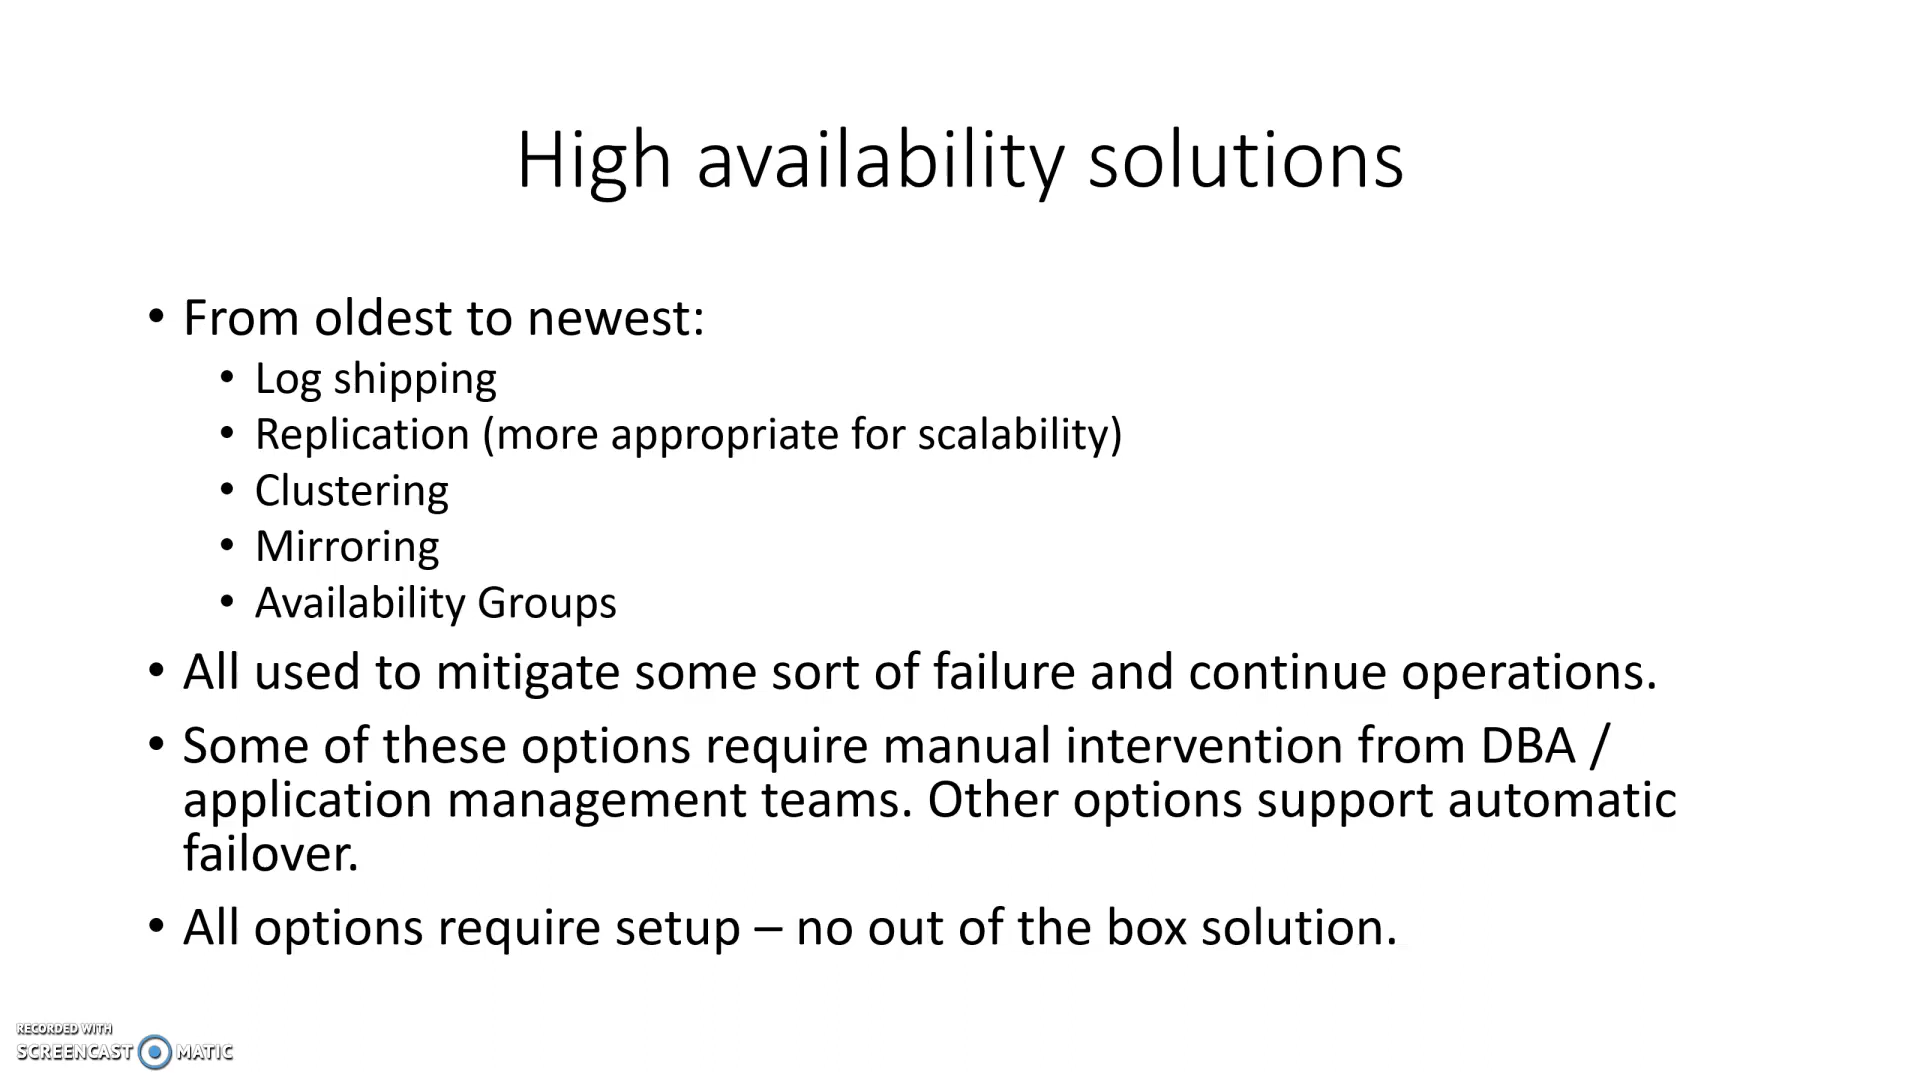 High availability solutions
• From oldest to newest:
• Log shipping
• Replication (more appropriate for scalability)
• Clustering
• Mirroring
• Availability Groups
• All used to mitigate some sort of failure and continue operations.
• Some of these options require manual intervention from DBA /
application management teams. Other options support automatic
failover.
• All options require setup – no out of the box solution.
RECORDED WITH
SCREENCAST MATIC